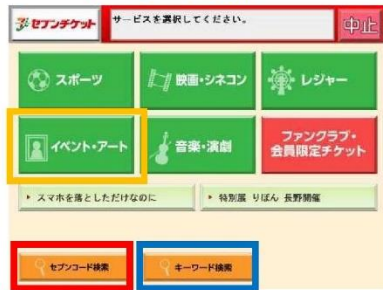 セブンチケット
サービスを選択してください。
中止
スポーツ
映画・シネコン
レジャー
イベント・アート
音楽・演劇
ファンクラブ・
会員限定チケット
スマホを落としただけなのに
特別展 りぼん 長野開催
セブンコード検索
キーワード検索